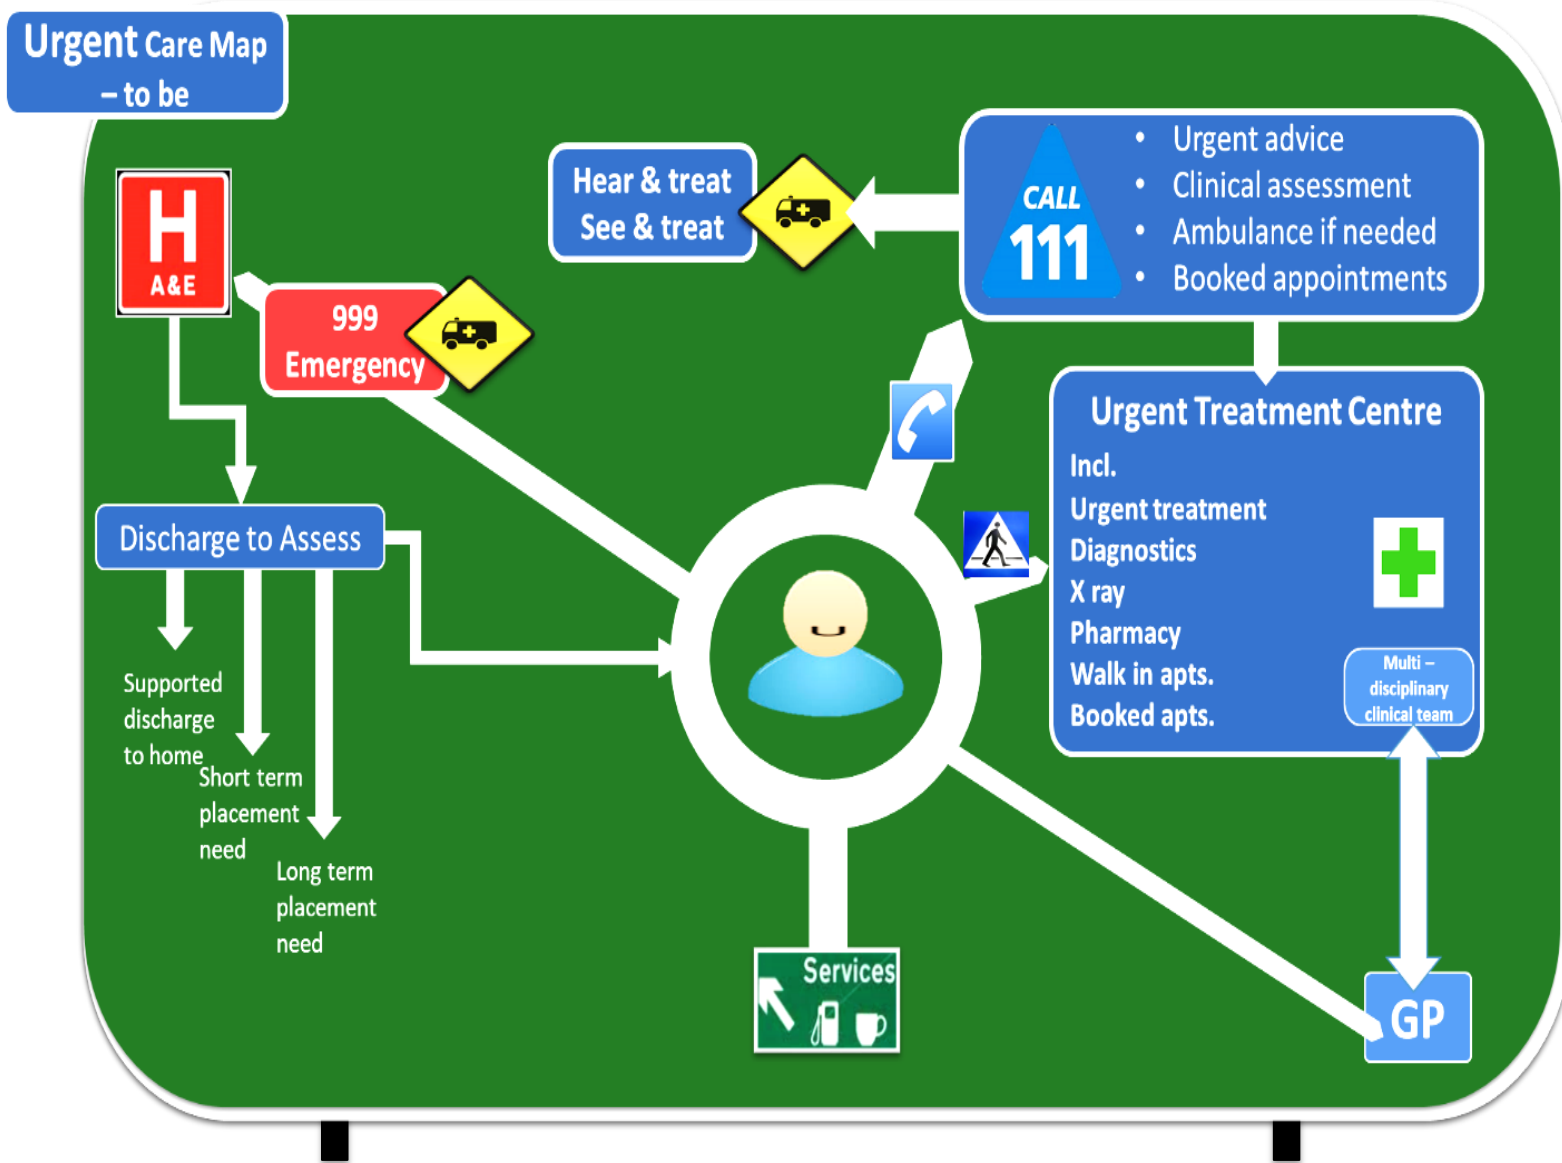 Urgent Care Map
– to be
H
A&E
999
Emergency
Hear & treat
See & treat
CALL
111
• Urgent advice
• Clinical assessment
• Ambulance if needed
• Booked appointments
Urgent Treatment Centre
Incl.
Urgent treatment
Diagnostics
X ray
Pharmacy
Walk in apts.
Booked apts.
Multi –
disciplinary
clinical team
Discharge to Assess
Supported
discharge
to home
Short term
placement
need
Long term
placement
need
Services
GP